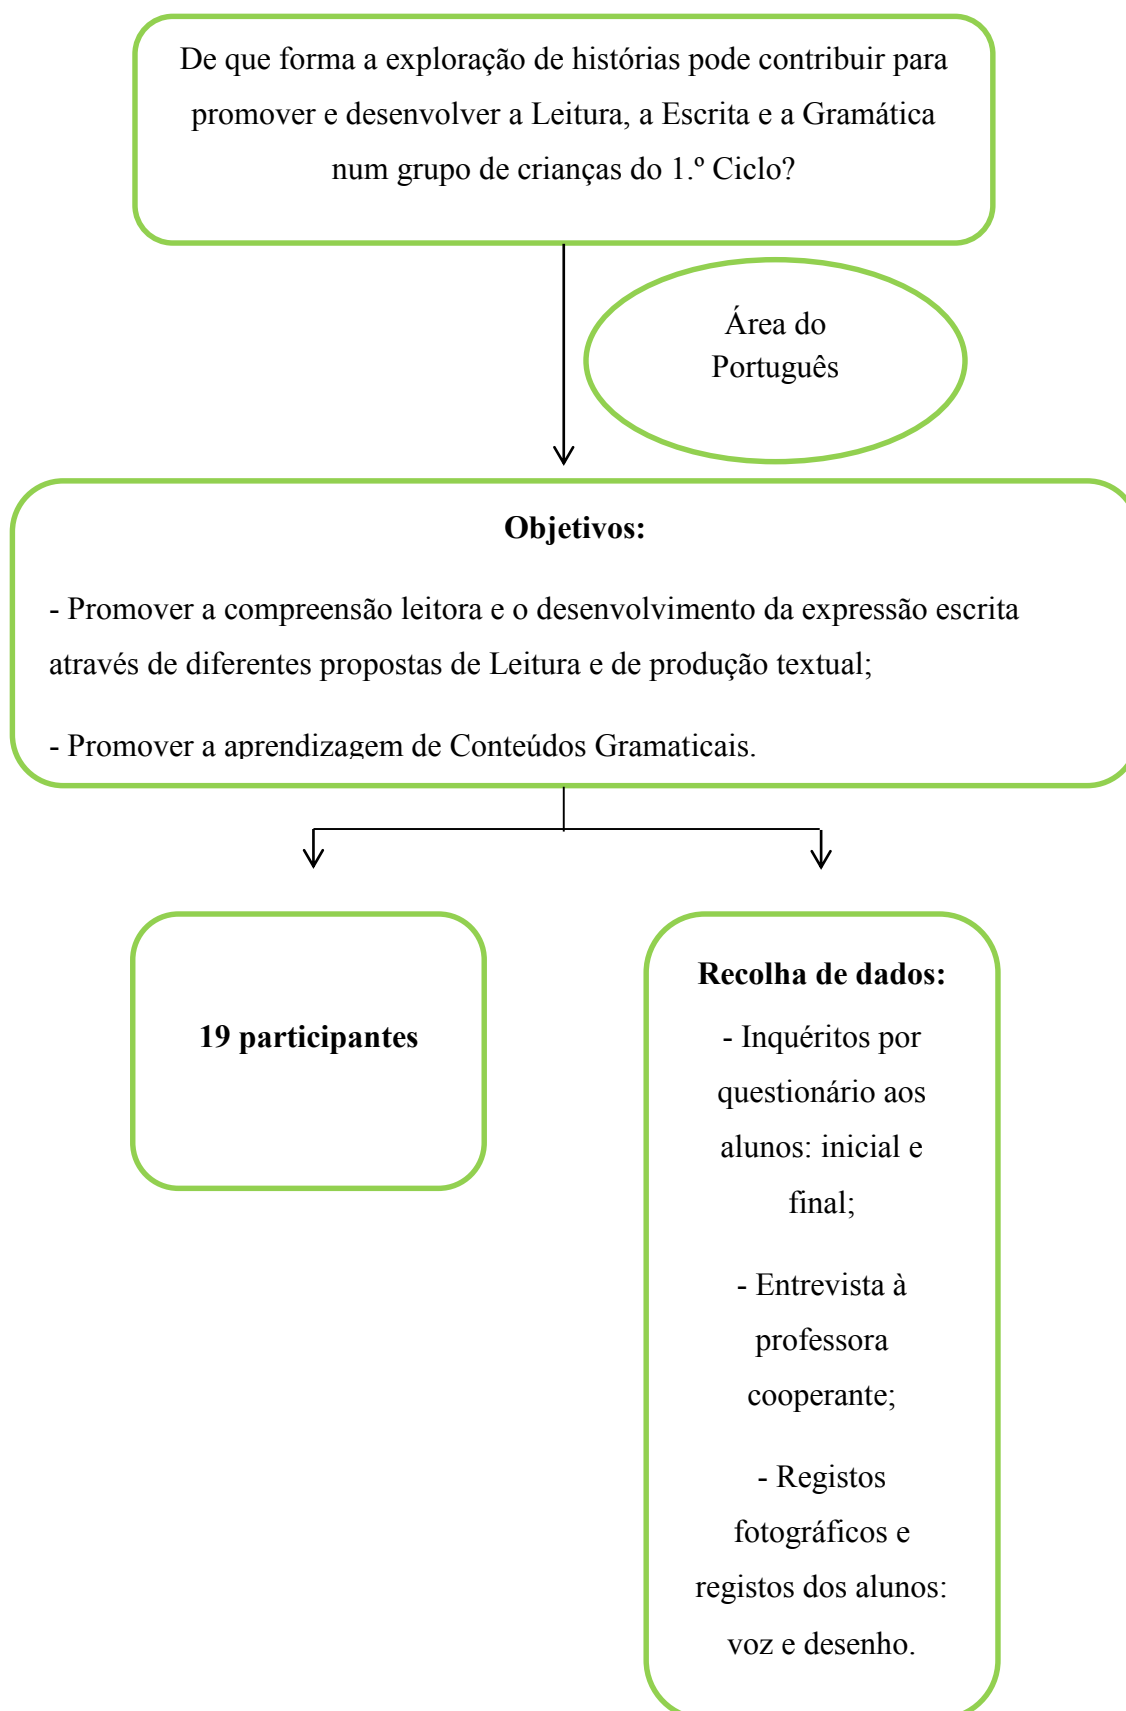 De que forma a exploração de histórias pode contribuir para
promover e desenvolver a Leitura, a Escrita e a Gramática
num grupo de crianças do 1.º Ciclo?
Área do
Português
Objetivos:
- Promover a compreensão leitora e o desenvolvimento da expressão escrita
através de diferentes propostas de Leitura e de produção textual;
- Promover a aprendizagem de Conteúdos Gramaticais.
19 participantes
Recolha de dados:
- Inquéritos por
questionário aos
alunos: inicial e
final;
- Entrevista à
professora
cooperante;
- Registos
fotográficos e
registos dos alunos:
voz e desenho.